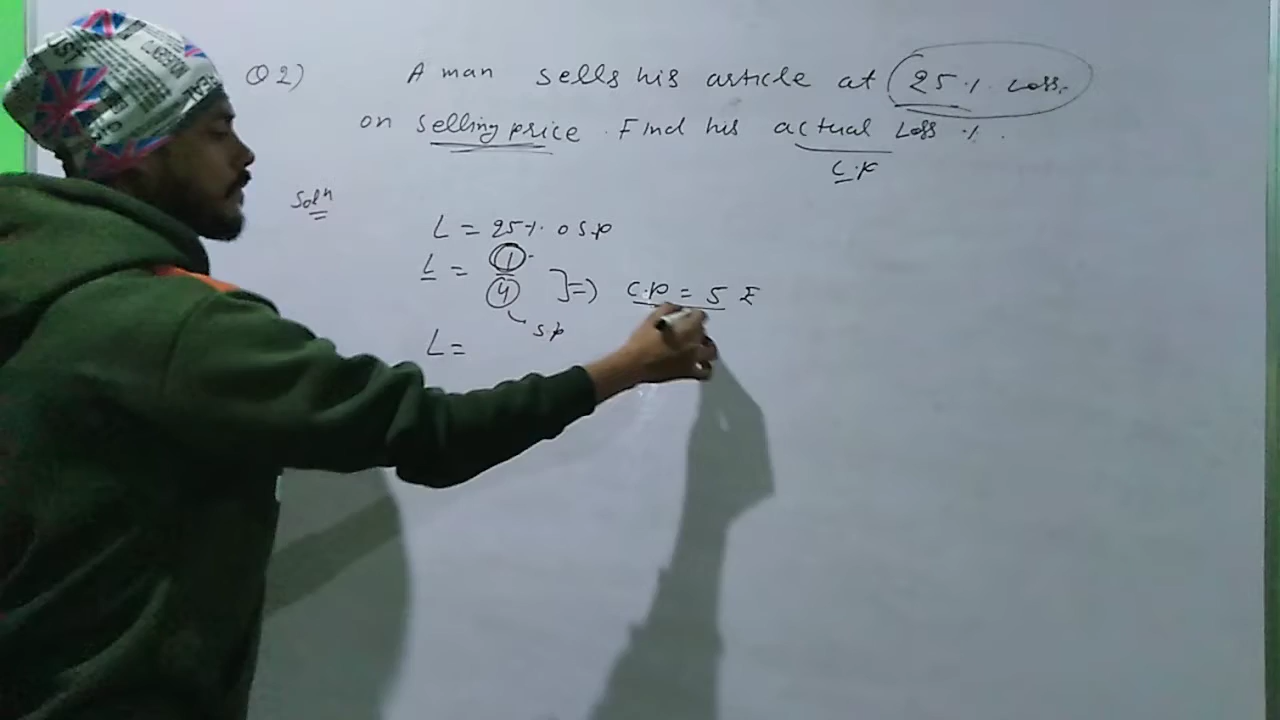 Q 2) A man sells his article at 25% Loss.
on selling price. Find his actual Loss %.
C.P
Soln
L = 25% o S.P
L = 1
4
]=> C.P = 5
S.P
L =